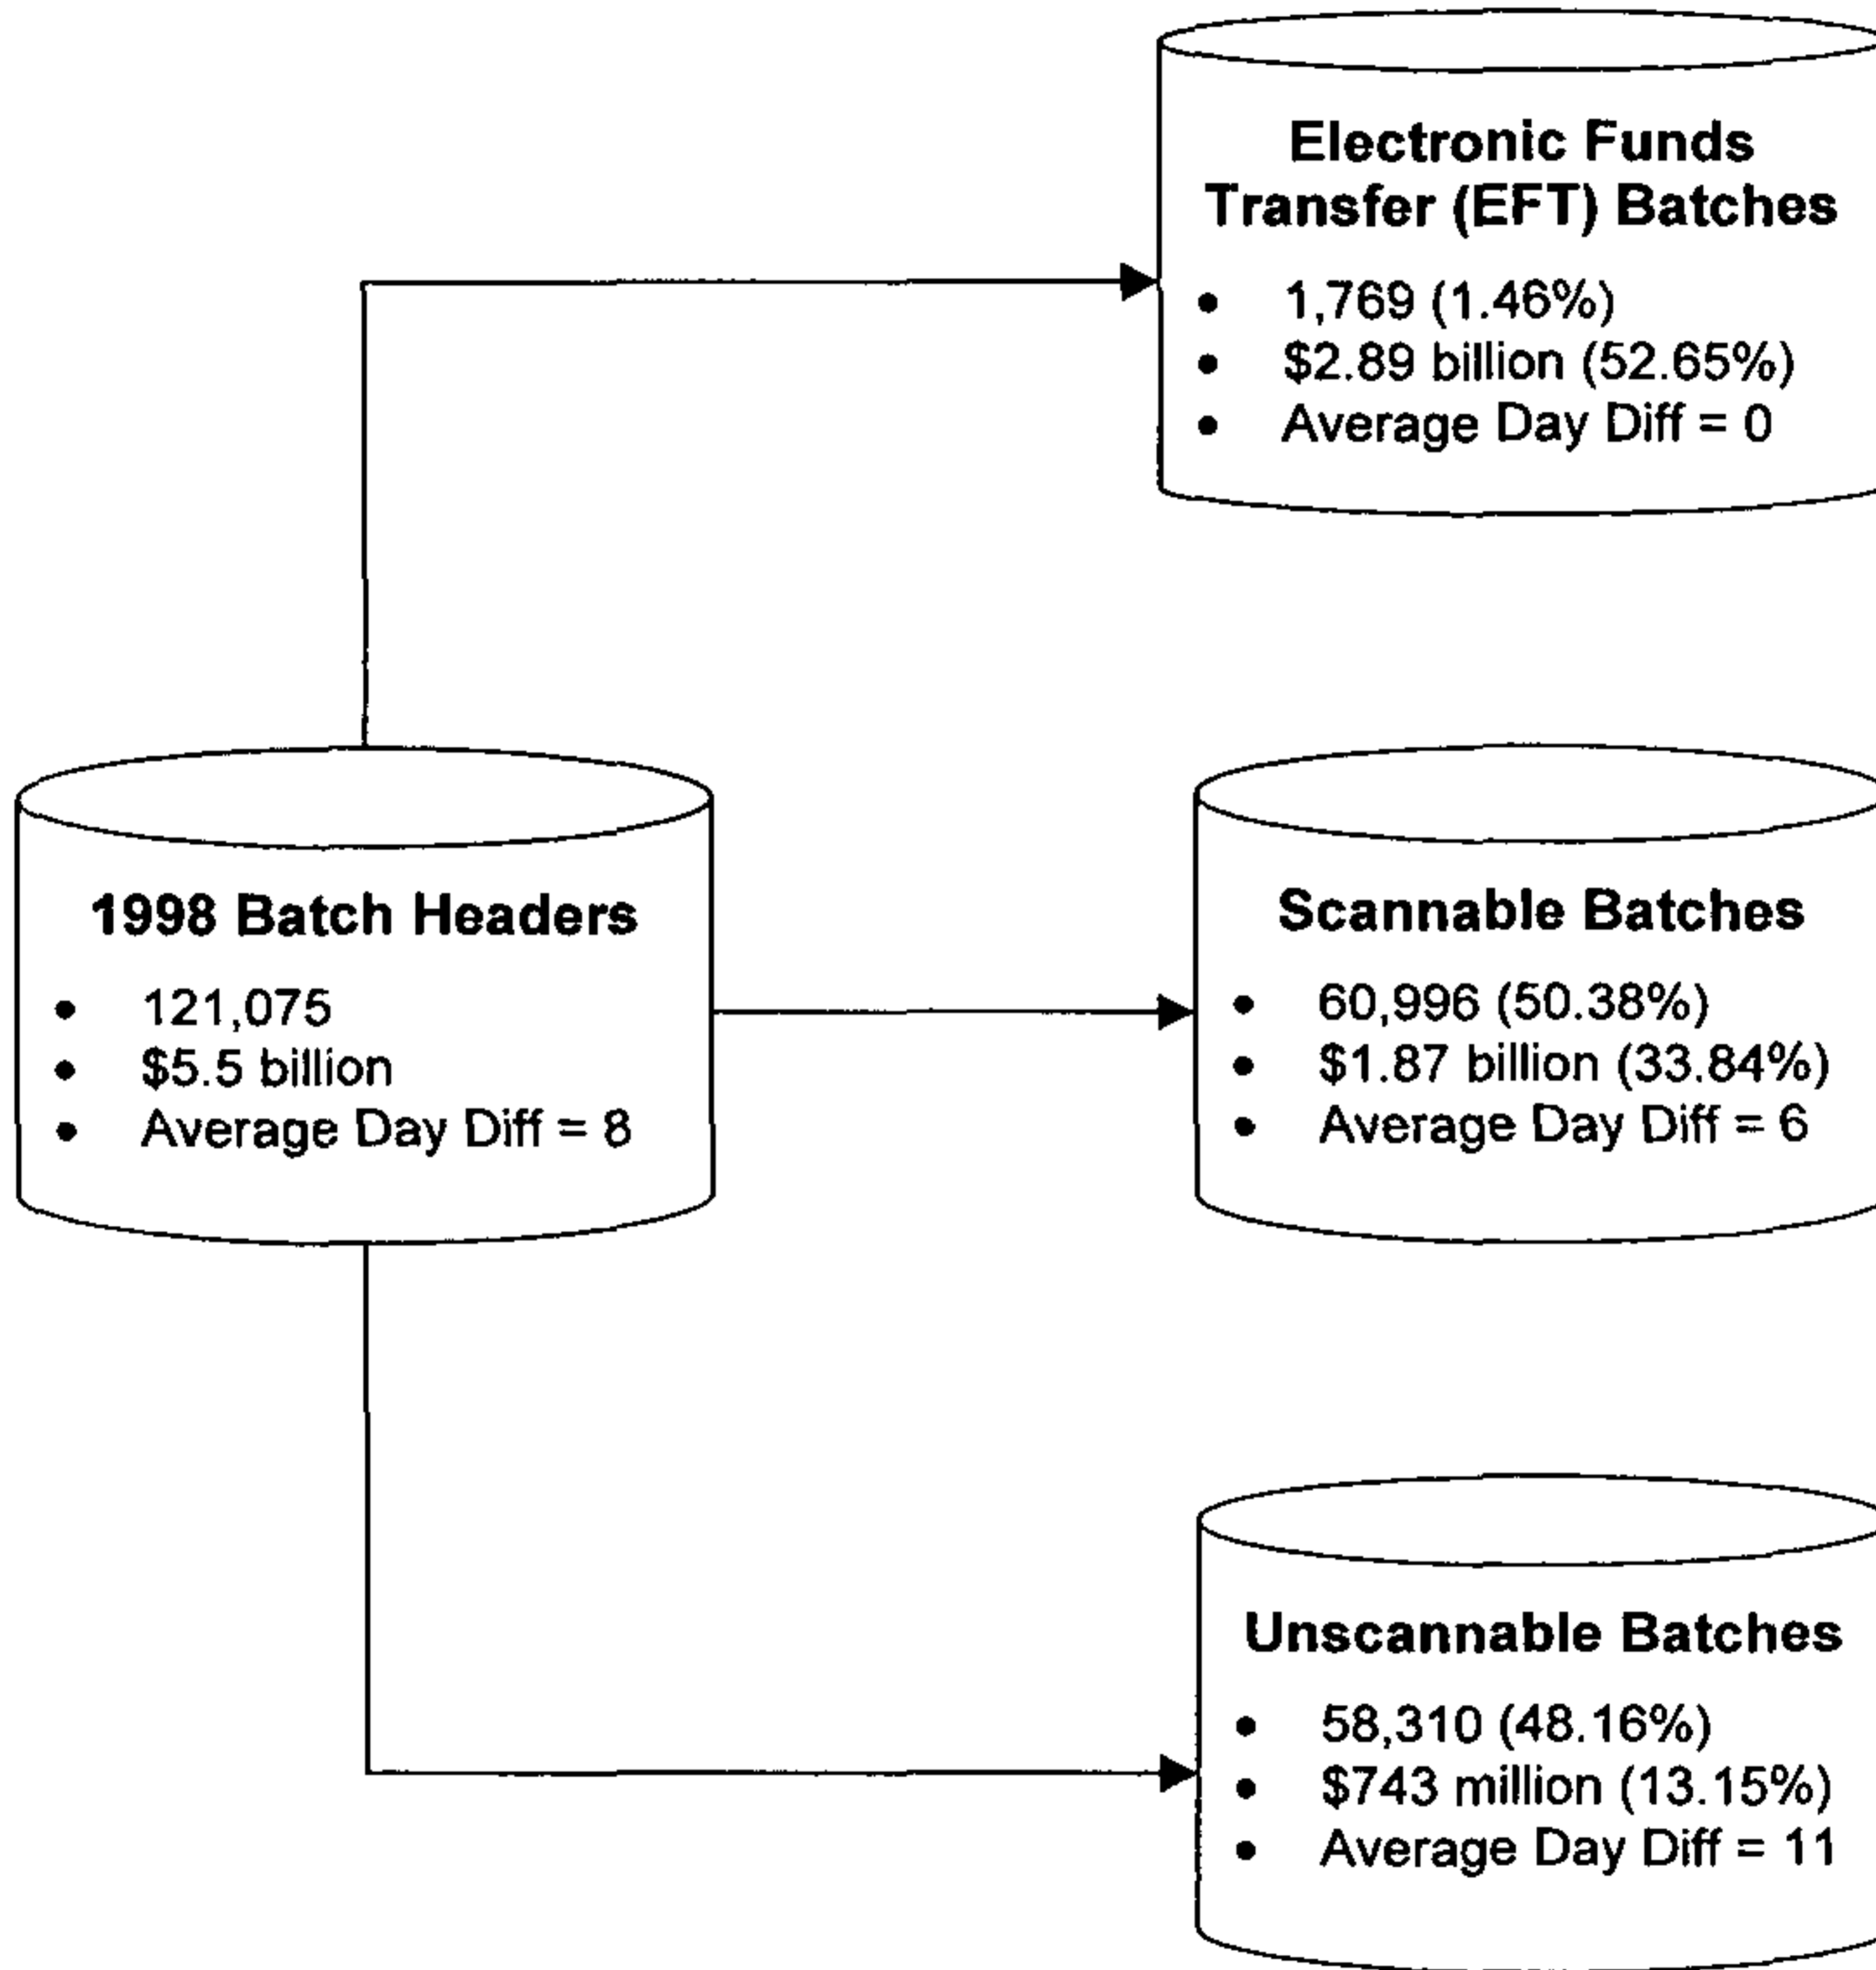 Electronic Funds
Transfer (EFT) Batches
• 1,769 (1.46%)
• $2.89 billion (52.65%)
• Average Day Diff = 0
1998 Batch Headers
• 121,075
• $5.5 billion
• Average Day Diff = 8
Scannable Batches
• 60,996 (50.38%)
• $1.87 billion (33.84%)
• Average Day Diff = 6
Unscannable Batches
• 58,310 (48.16%)
• $743 million (13.15%)
• Average Day Diff = 11